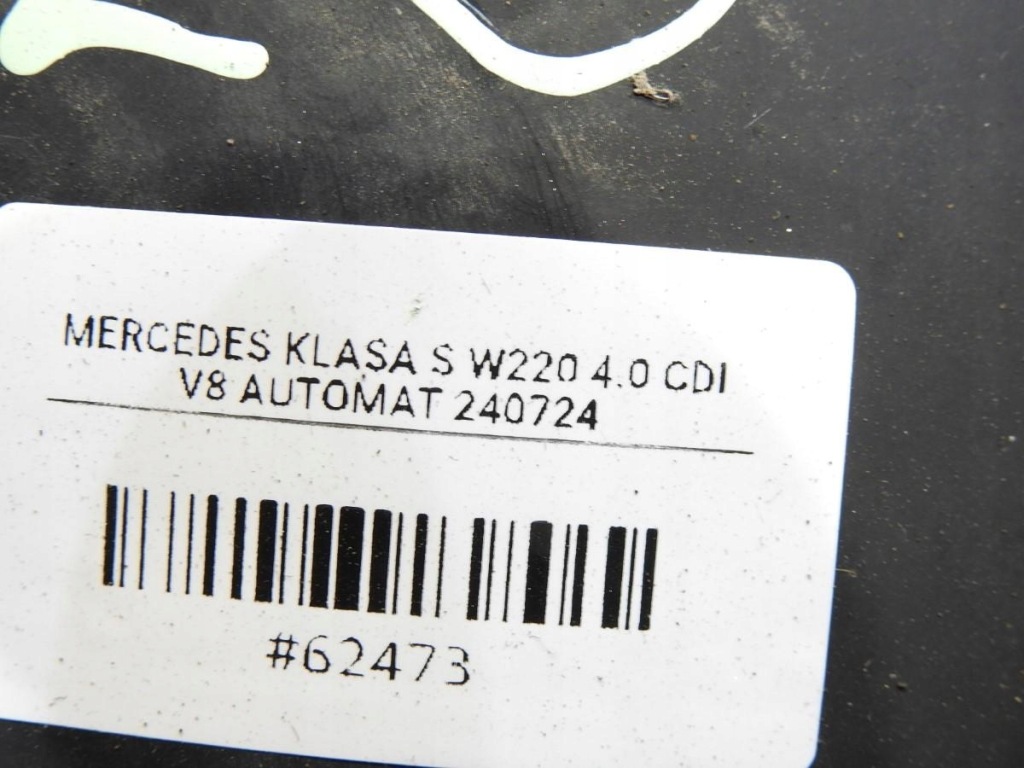 MERCEDES KLASA S W220 4.0 CDI
V8 AUTOMAT 240724
#62473